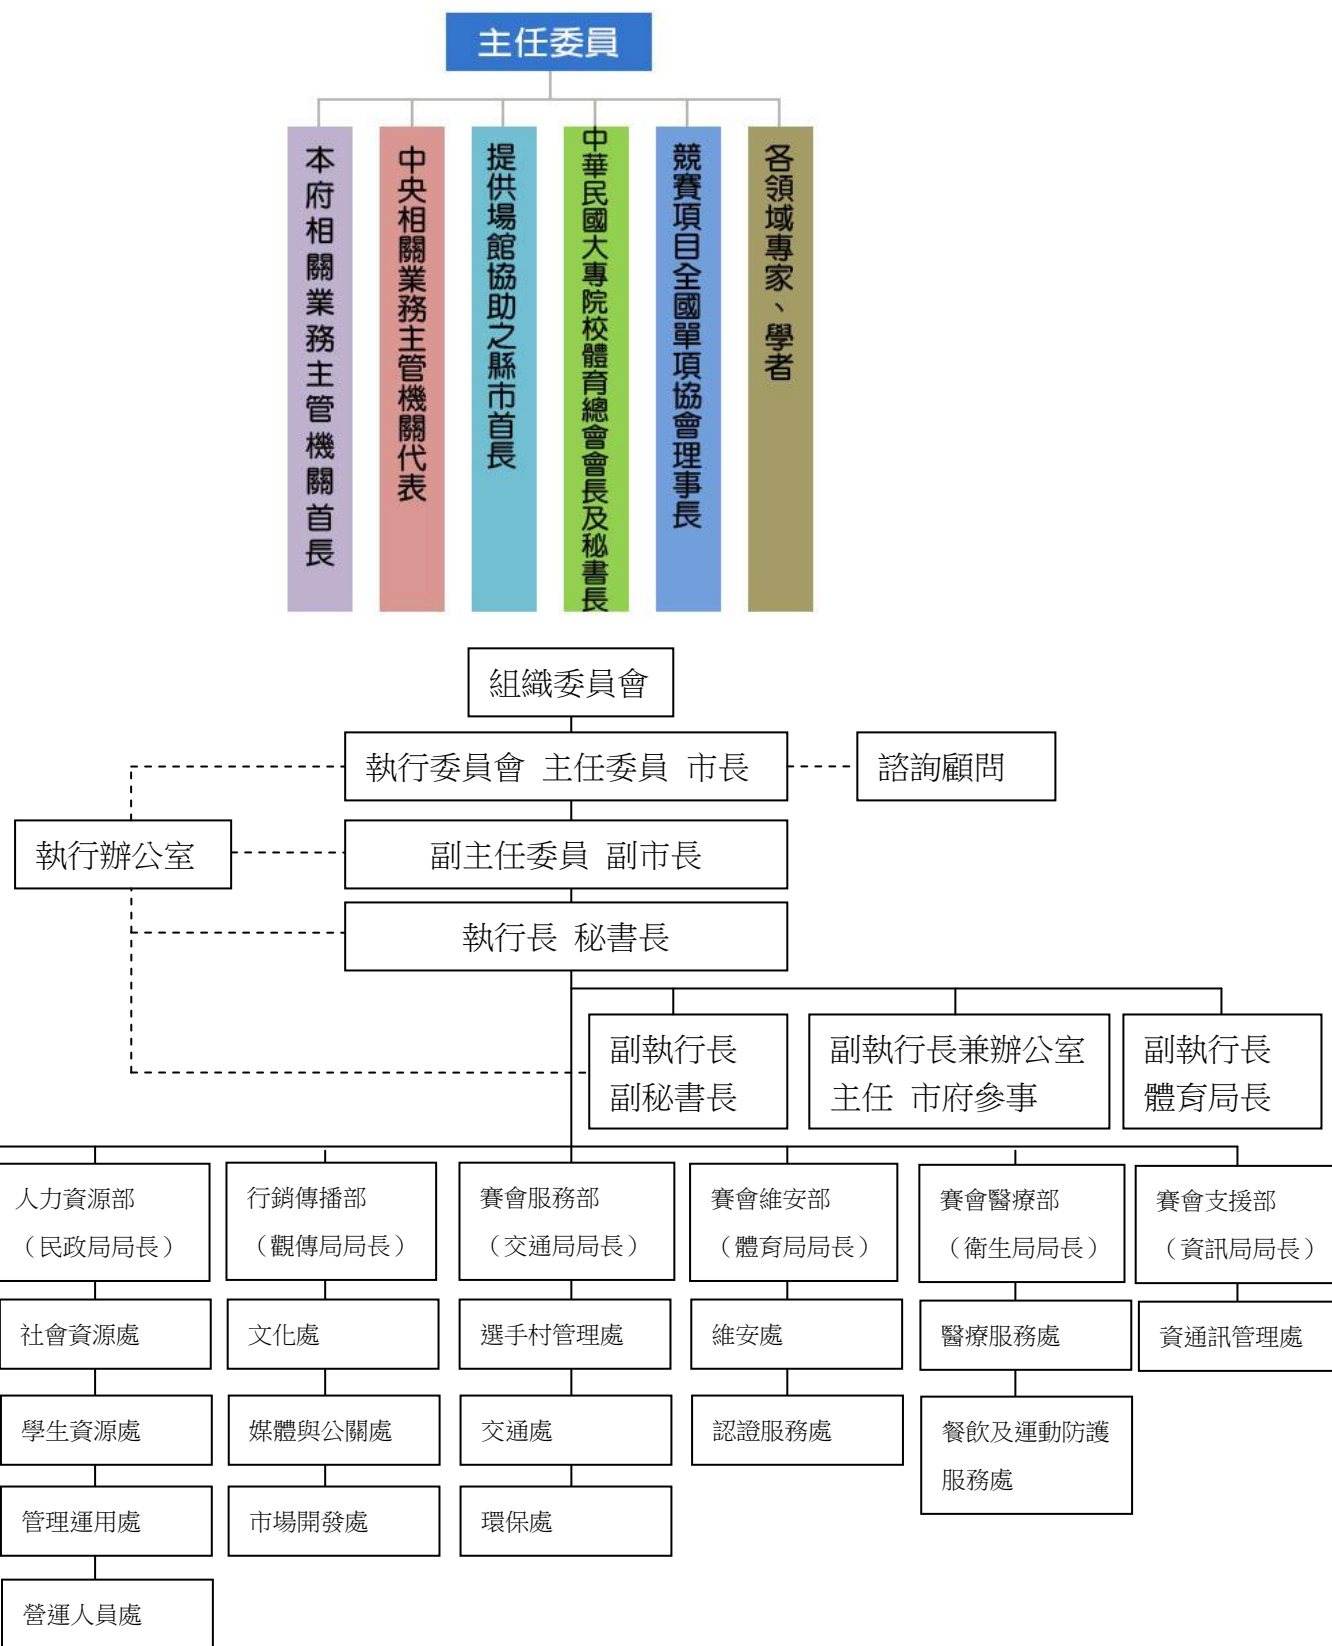 主任委員
本府相關業務主管機關首長
中央相關業務主管機關代表
提供場館協助之縣市首長
中華民國大專院校體育總會會長及秘書長
競賽項目全國單項協會理事長
各領域專家、學者
組織委員會
執行委員會 主任委員 市長
諮詢顧問
執行辦公室
副主任委員 副市長
執行長 秘書長
副執行長
副秘書長
副執行長兼辦公室
主任 市府參事
副執行長
體育局長
人力資源部
（民政局局長）
行銷傳播部
（觀傳局局長）
賽會服務部
（交通局局長）
賽會維安部
（體育局局長）
賽會醫療部
（衛生局局長）
賽會支援部
（資訊局局長）
社會資源處
文化處
選手村管理處
維安處
醫療服務處
資通訊管理處
學生資源處
媒體與公關處
交通處
認證服務處
餐飲及運動防護
服務處
管理運用處
市場開發處
環保處
營運人員處